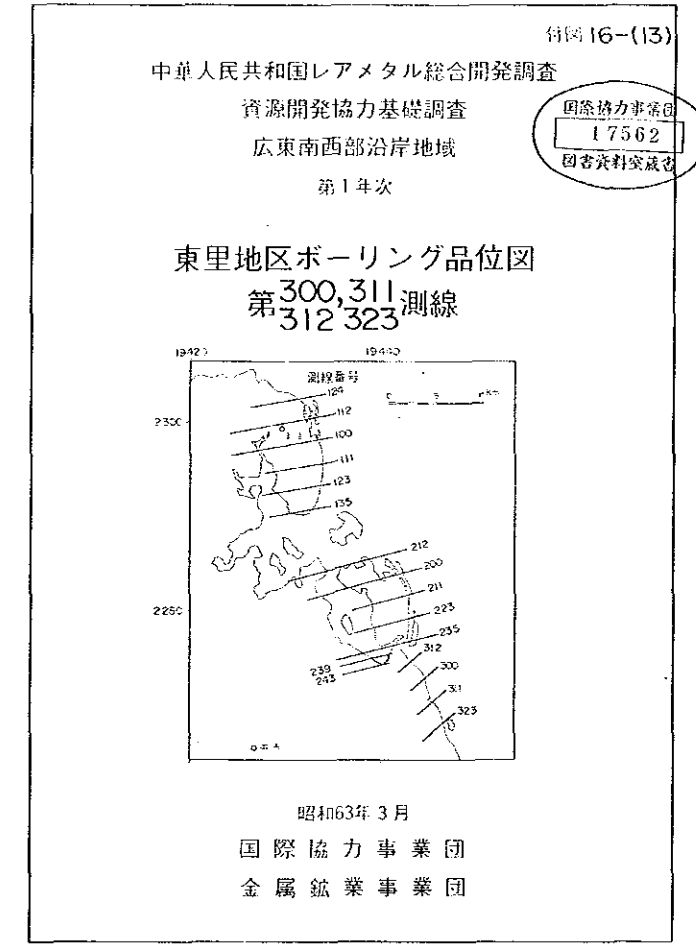 付図 16-(13)
中華人民共和国レアメタル総合開発調査
資源開発協力基礎調査
広東南西部沿岸地域
第1年次
国際協力事業団
17562
図書資料室蔵書
東里地区ボーリング品位図
第300,311
312 323測線
19420
19440
測線番号
124
0 5 Km
112
2300
100
111
123
135
212
200
211
2250
223
235
312
239
243
300
311
323
昭和63年3月
国際協力事業団
金属鉱業事業団